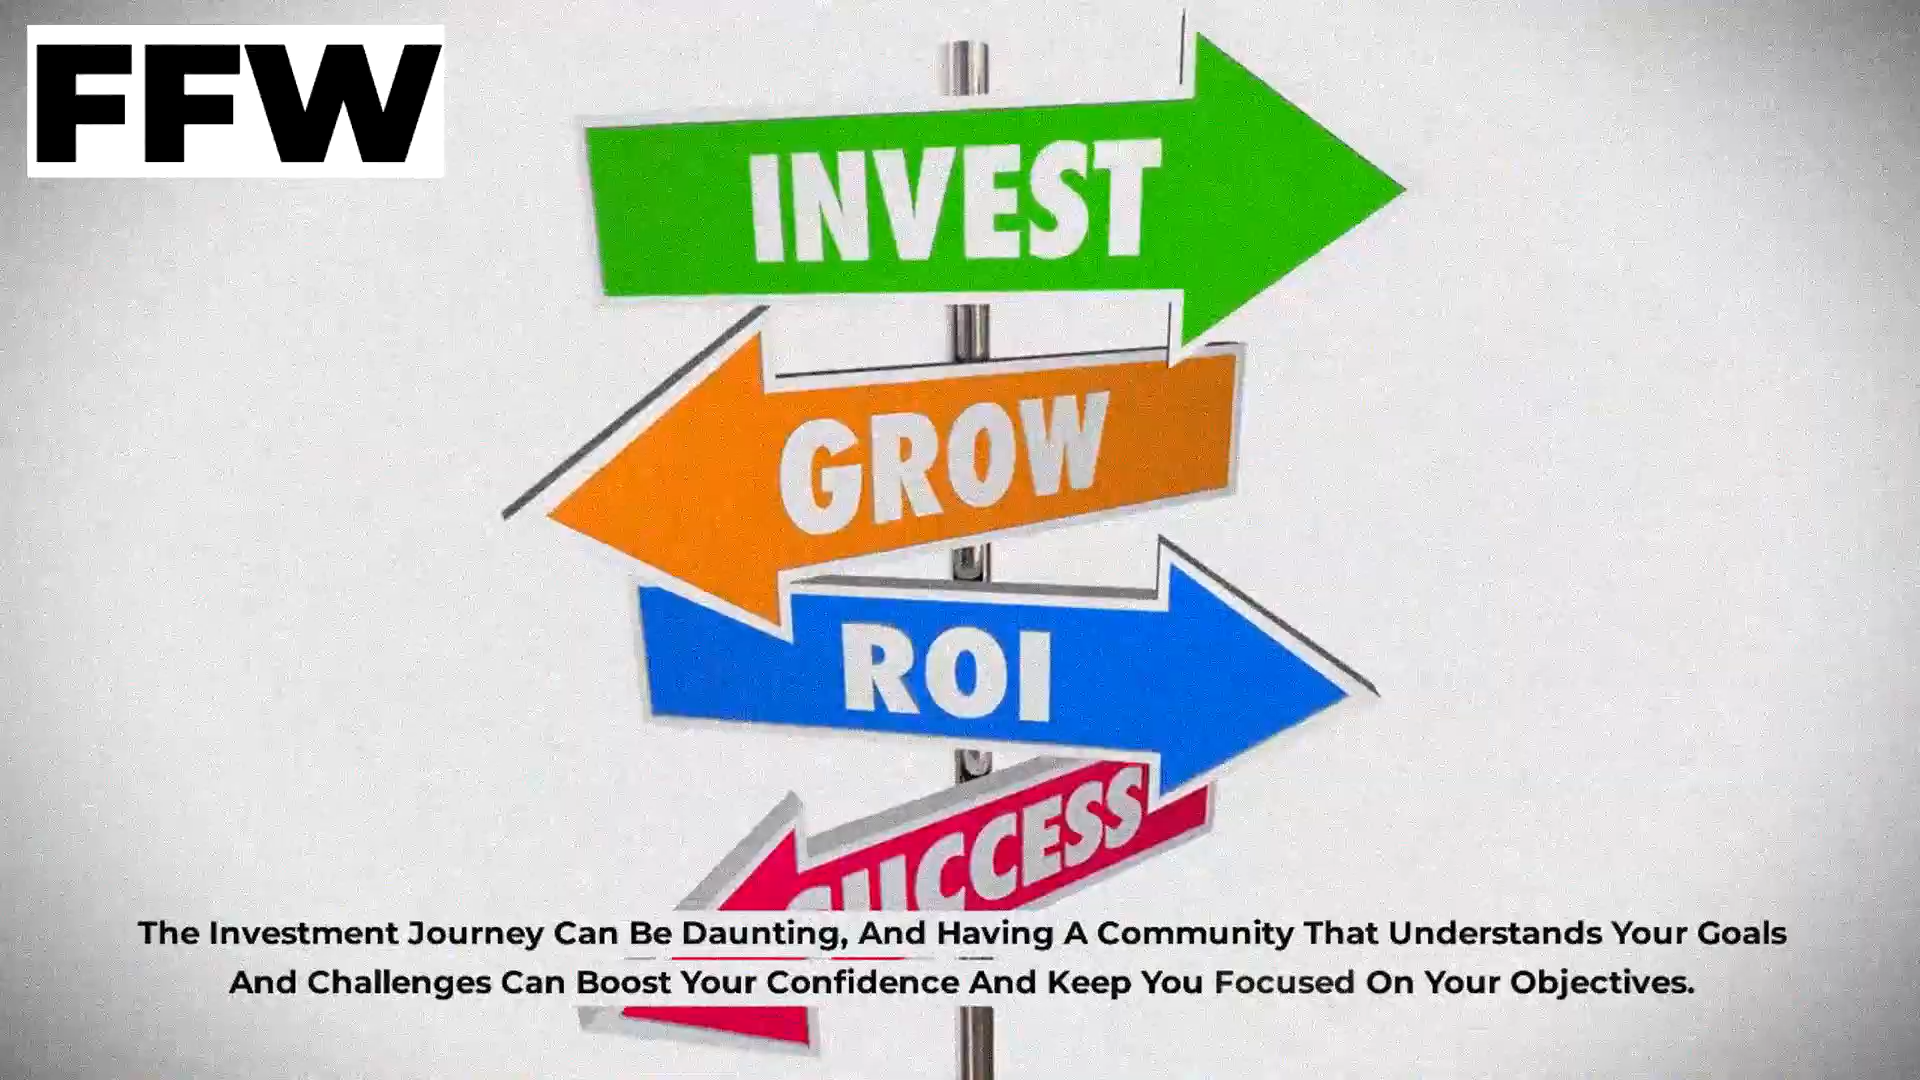 FFW
INVEST
GROW
ROI
SUCCESS
The Investment Journey Can Be Daunting, And Having A Community That Understands Your Goals
And Challenges Can Boost Your Confidence And Keep You Focused On Your Objectives.